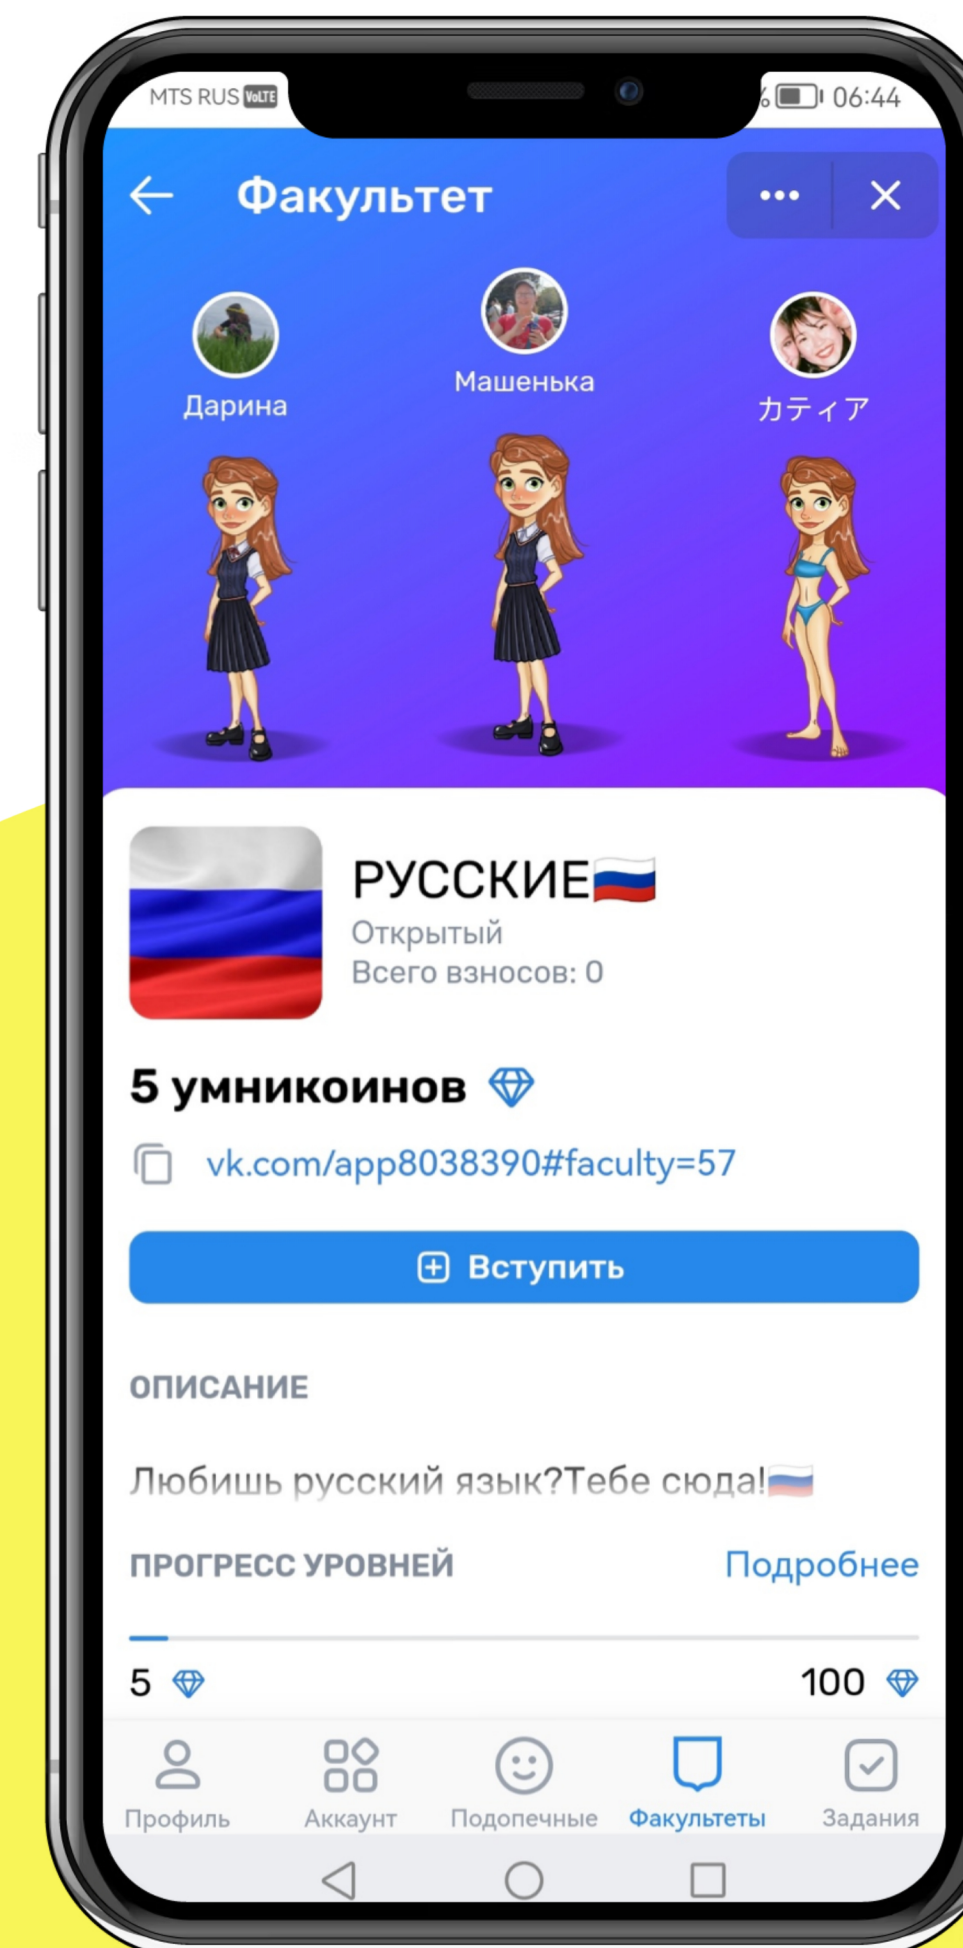 MTS RUS VoLTE
% 06:44
Факультет
Машенька
Дарина
カティア
РУССКИЕ🇷🇺
Открытый
Всего взносов: 0
5 умникоинов
vk.com/app8038390#faculty=57
Вступить
ОПИСАНИЕ
Любишь русский язык?Тебе сюда!🇷🇺
ПРОГРЕСС УРОВНЕЙ Подробнее
5 100
Профиль Аккаунт Подопечные Факультеты Задания